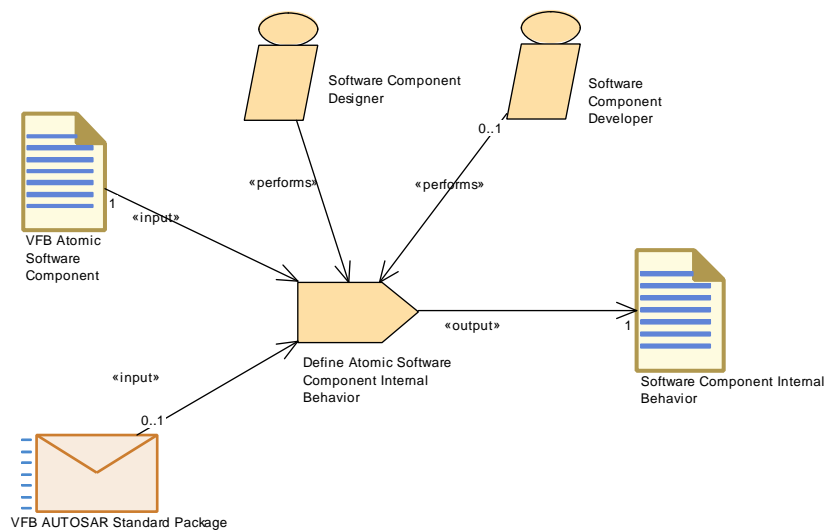 Software Component
Designer
Software
Component
Developer
0..1
«performs»
«performs»
1
«input»
VFB Atomic
Software
Component
«output»
1
Define Atomic Software
Component Internal
Behavior
Software Component Internal
Behavior
«input»
0..1
VFB AUTOSAR Standard Package